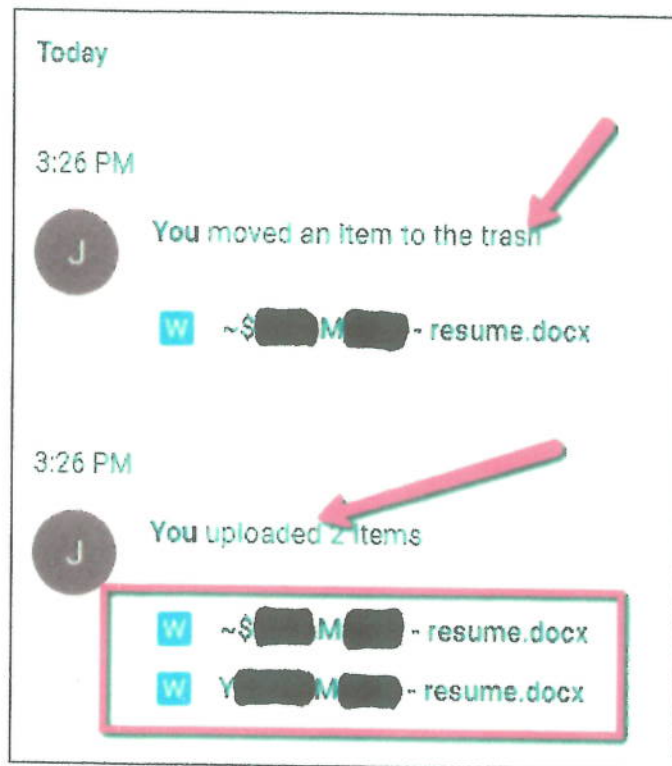 Today
3:26 PM
J
You moved an item to the trash
W ~$ M - resume.docx
3:26 PM
J
You uploaded 2 items
W ~$ M - resume.docx
W Y M - resume.docx